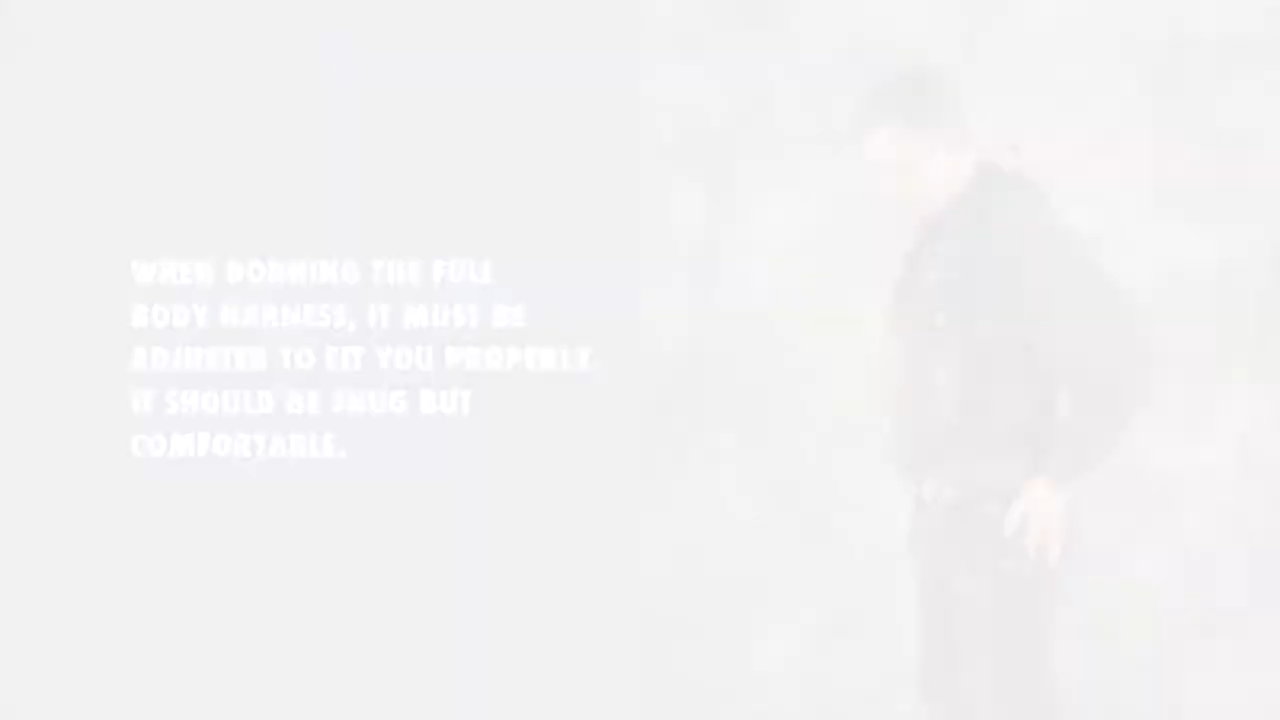 WHEN DONNING THE FULL
BODY HARNESS, IT MUST BE
ADJUSTED TO FIT YOU PROPERLY.
IT SHOULD BE SNUG BUT
COMFORTABLE.